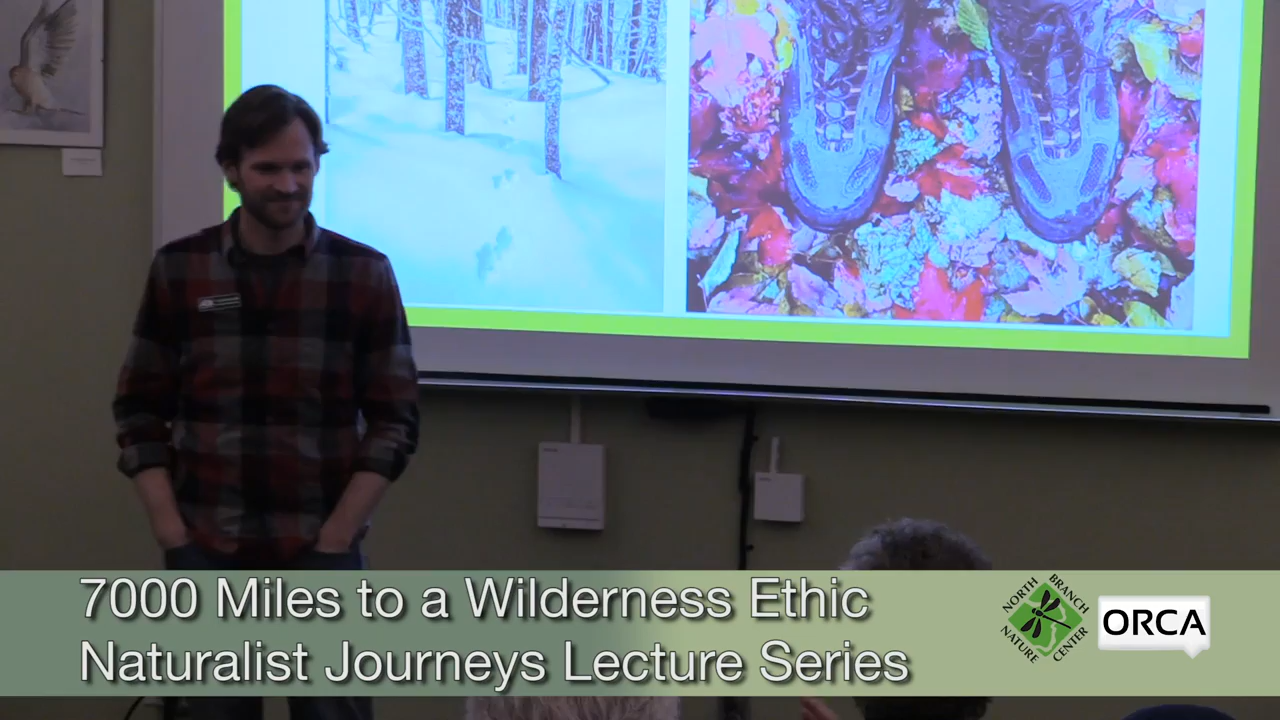 7000 Miles to a Wilderness Ethic
Naturalist Journeys Lecture Series
NORTH BRANCH
NATURE CENTER
ORCA